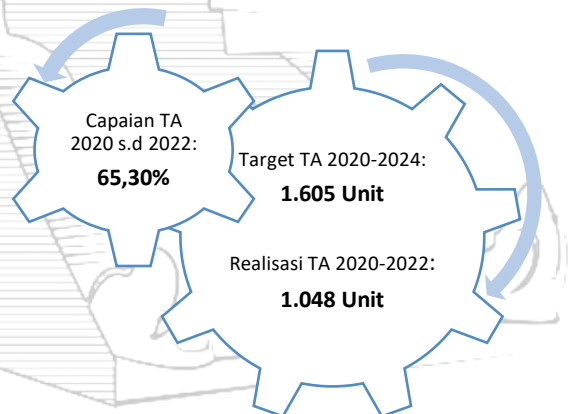 Capaian TA
2020 s.d 2022:
65,30%
Target TA 2020-2024:
1.605 Unit
Realisasi TA 2020-2022:
1.048 Unit